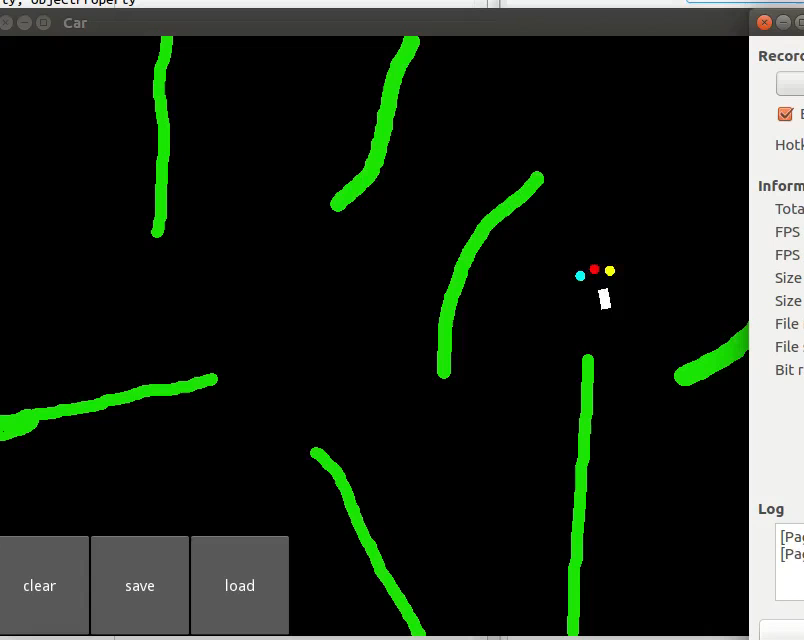 ty, ObjectProperty
Car
Record
Hotk
Inform
Tota
FPS
FPS
Size
Size
File
File
Bit r
Log
[Pag
[Pag
clear
save
load